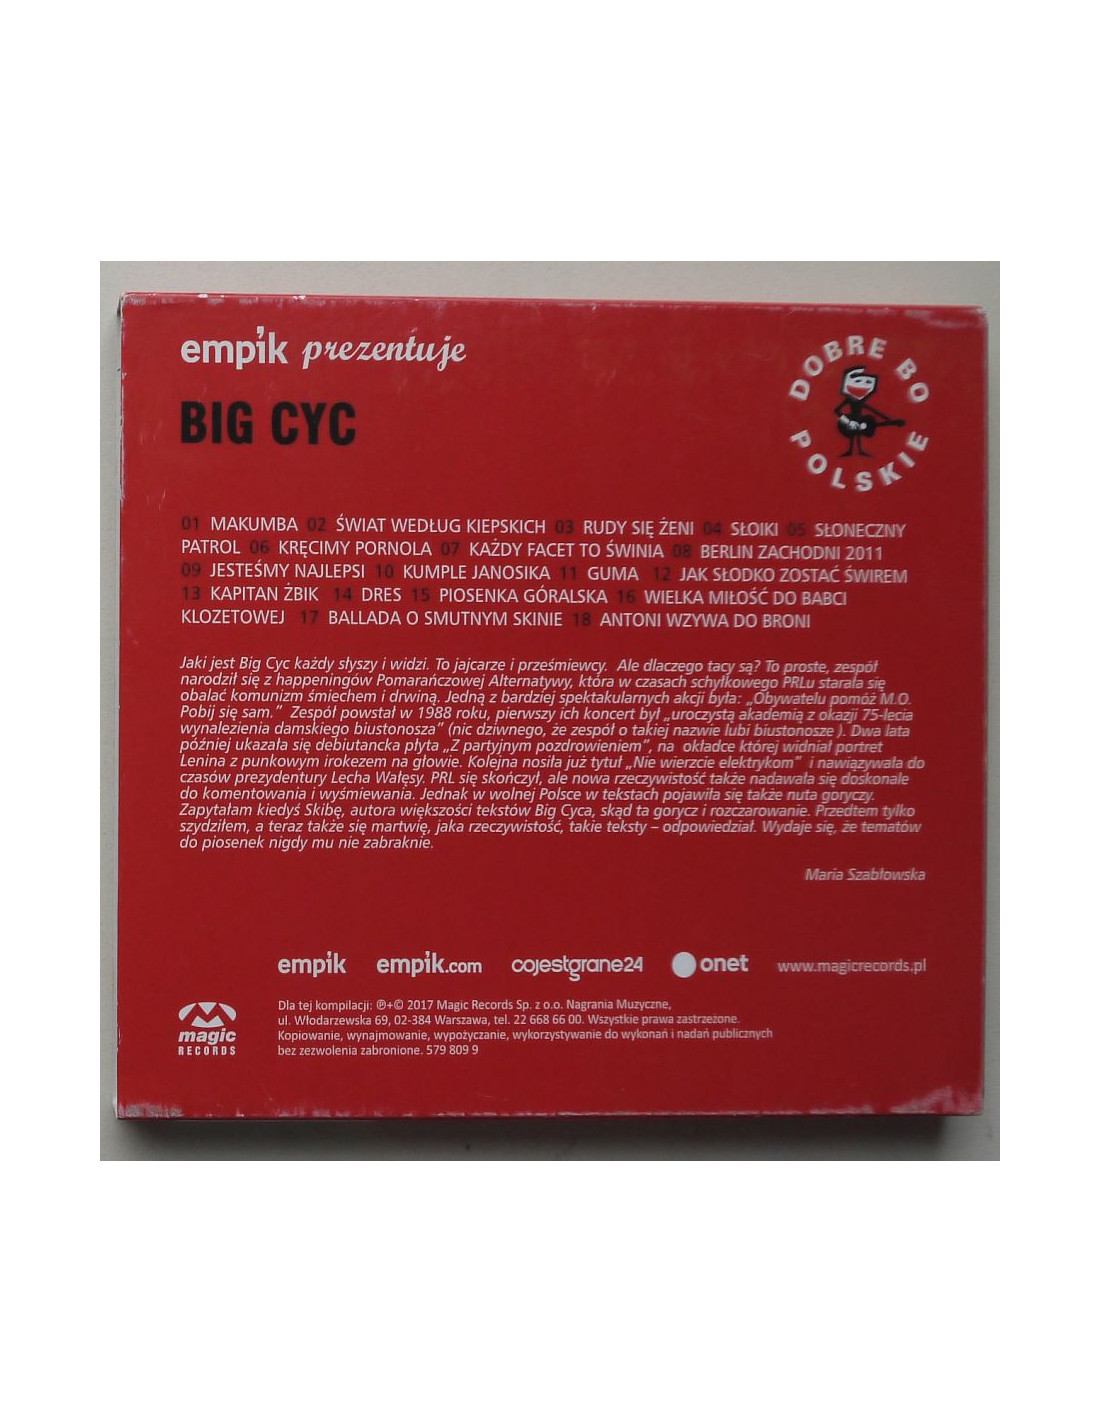 empik prezentuje
DOBRE BO POLSKIE
BIG CYC
01 MAKUMBA 02 ŚWIAT WEDŁUG KIEPSKICH 03 RUDY SIĘ ŻENI 04 SŁOIKI 05 SŁONECZNY
PATROL 06 KRĘCIMY PORNOLA 07 KAŻDY FACET TO ŚWINIA 08 BERLIN ZACHODNI 2011
09 JESTEŚMY NAJLEPSI 10 KUMPLE JANOSIKA 11 GUMA 12 JAK SŁODKO ZOSTAĆ ŚWIREM
13 KAPITAN ŻBIK 14 DRES 15 PIOSENKA GÓRALSKA 16 WIELKA MIŁOŚĆ DO BABCI
KLOZETOWEJ 17 BALLADA O SMUTNYM SKINIE 18 ANTONI WZYWA DO BRONI
Jaki jest Big Cyc każdy słyszy i widzi. To jajcarze i prześmiewcy. Ale dlaczego tacy są? To proste, zespół
narodził się z happeningów Pomarańczowej Alternatywy, która w czasach schyłkowego PRLu starała się
obalać komunizm śmiechem i drwiną. Jedną z bardziej spektakularnych akcji była: „Obywatelu pomóż M.O.
Pobij się sam.” Zespół powstał w 1988 roku, pierwszy ich koncert był „uroczystą akademią z okazji 75-lecia
wynalezienia damskiego biustonosza” (nic dziwnego, że zespół o takiej nazwie lubi biustonosze ). Dwa lata
później ukazała się debiutancka płyta „Z partyjnym pozdrowieniem”, na okładce której widniał portret
Lenina z punkowym irokezem na głowie. Kolejna nosiła już tytuł „Nie wierzcie elektrykom” i nawiązywała do
czasów prezydentury Lecha Wałęsy. PRL się skończył, ale nowa rzeczywistość także nadawała się doskonale
do komentowania i wyśmiewania. Jednak w wolnej Polsce w tekstach pojawiła się także nuta goryczy.
Zapytałam kiedyś Skibę, autora większości tekstów Big Cyca, skąd ta gorycz i rozczarowanie. Przedtem tylko
szydziłem, a teraz także się martwię, jaka rzeczywistość, takie teksty – odpowiedział. Wydaje się, że tematów
do piosenek nigdy mu nie zabraknie.
Maria Szabłowska
empik empik.com cojestgrane24 onet www.magicrecords.pl
magic
RECORDS
Dla tej kompilacji: ℗+© 2017 Magic Records Sp. z o.o. Nagrania Muzyczne,
ul. Włodarzewska 69, 02-384 Warszawa, tel. 22 668 66 00. Wszystkie prawa zastrzeżone.
Kopiowanie, wynajmowanie, wypożyczanie, wykorzystywanie do wykonań i nadań publicznych
bez zezwolenia zabronione. 579 809 9